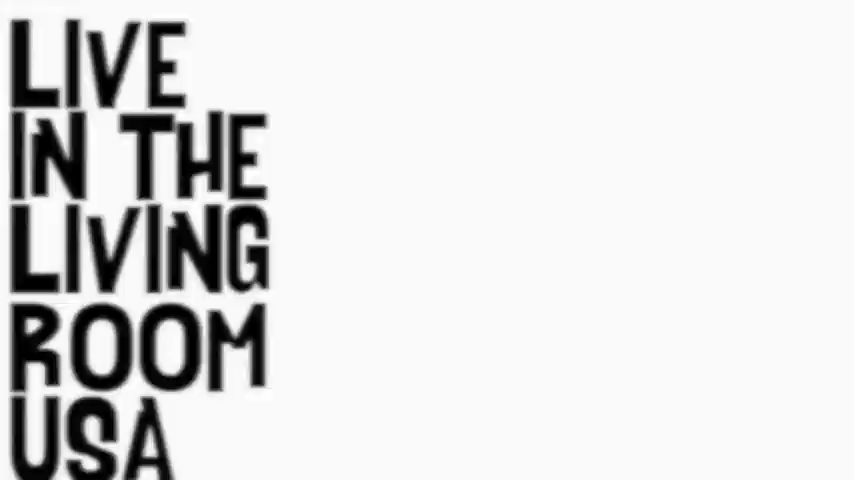 LIVE
IN THE
LIVING
ROOM
USA